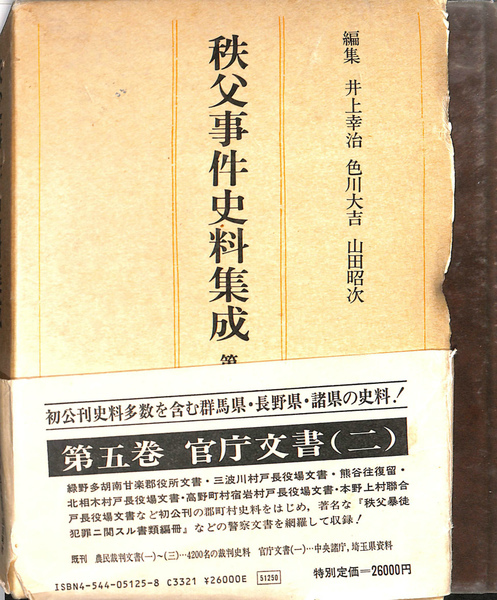 編集 井上幸治 色川大吉 山田昭次
秩父事件史料集成 第
初公刊史料多数を含む群馬県・長野県・諸県の史料!
第五巻 官庁文書(二)
緑野多胡南甘楽郡役所文書・三波川村戸長役場文書・熊谷往復留・
北相木村戸長役場文書・高野町村宿岩村戸長役場文書・本野上村聯合
戸長役場文書など初公刊の郡町村史料をはじめ,著名な『秩父暴徒
犯罪ニ関スル書類編冊』などの警察文書を網羅して収録!
既刊 農民裁判文書(一)〜(三)…4200名の裁判史料 官庁文書(一)…中央諸庁,埼玉県資料
ISBN4-544-05125-8 C3321 ¥26000E 51250
特別定価=26000円